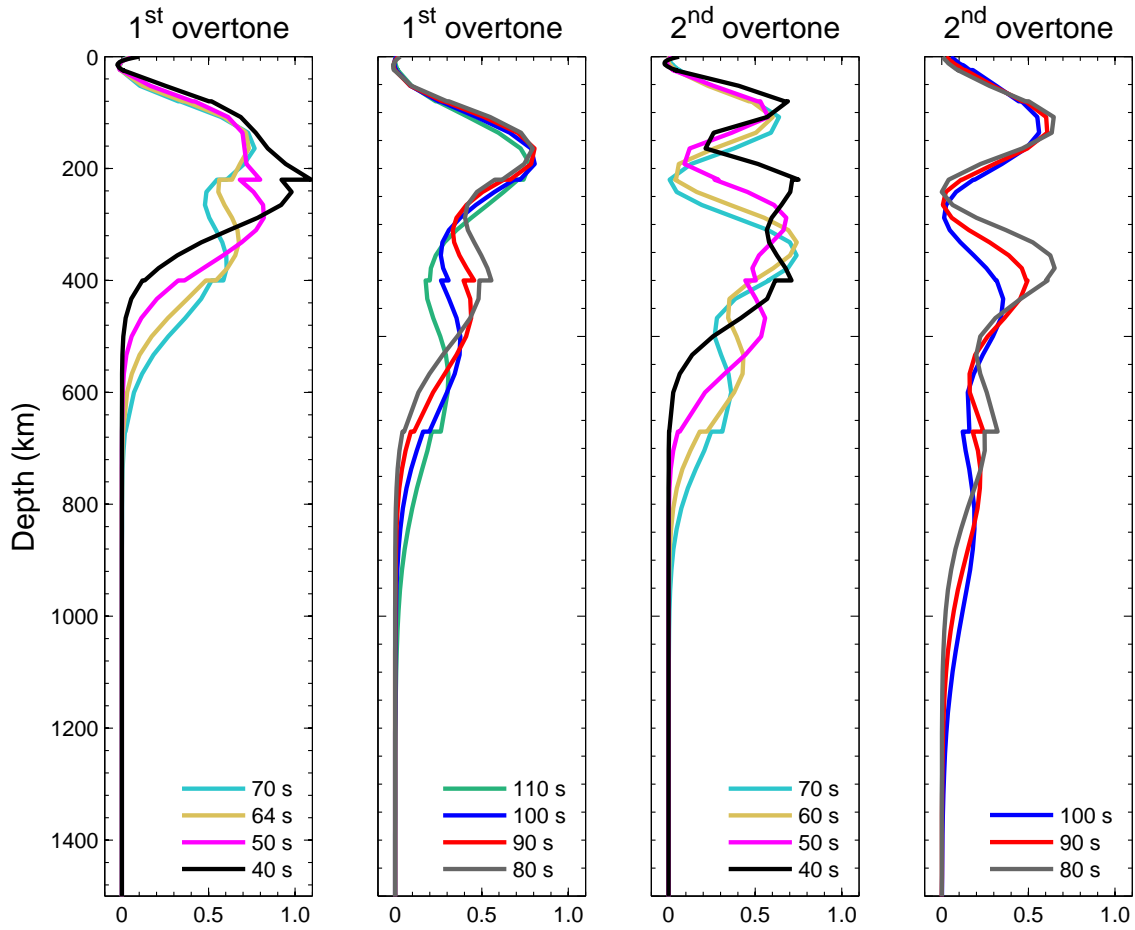 1st overtone
1st overtone
2nd overtone
2nd overtone
Depth (km)
0
200
400
600
800
1000
1200
1400
70 s
64 s
50 s
40 s
110 s
100 s
90 s
80 s
70 s
60 s
50 s
40 s
100 s
90 s
80 s
0 0.5 1.0
0 0.5 1.0
0 0.5 1.0
0 0.5 1.0